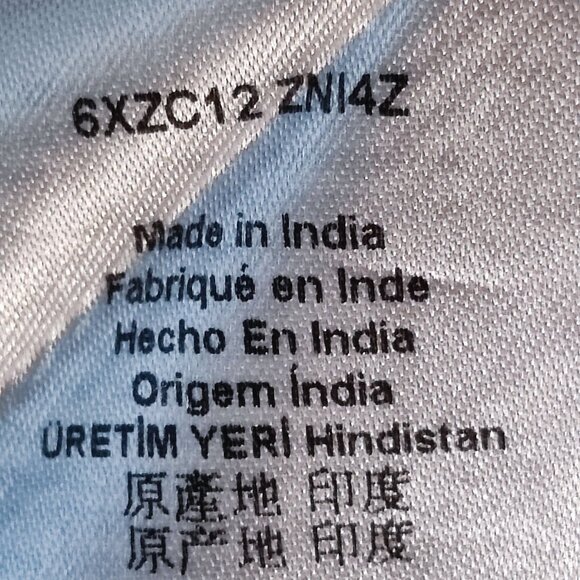 6XZC12 ZNI4Z
Made in India
Fabriqué en Inde
Hecho En India
Origem Índia
ÜRETİM YERİ Hindistan
原產地 印度
原产地 印度